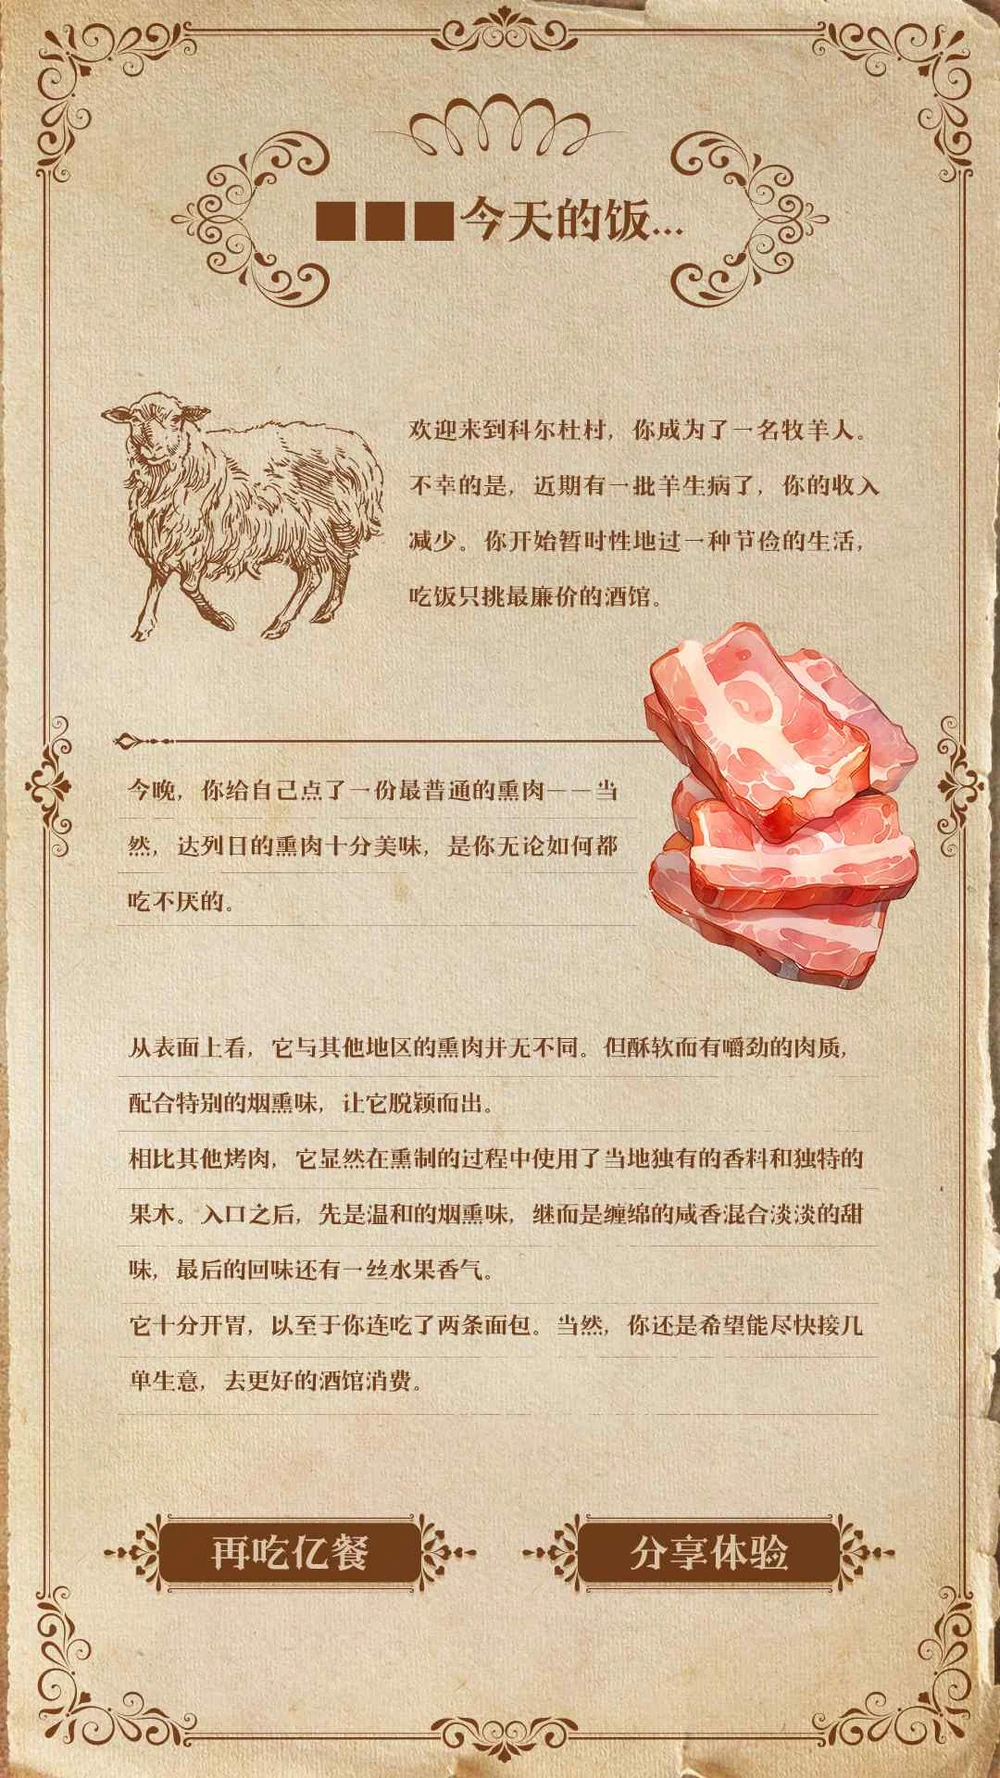 ■■■今天的饭...
欢迎来到科尔杜村，你成为了一名牧羊人。
不幸的是，近期有一批羊生病了，你的收入
减少。你开始暂时性地过一种节俭的生活，
吃饭只挑最廉价的酒馆。
今晚，你给自己点了一份最普通的熏肉——当
然，达列日的熏肉十分美味，是你无论如何都
吃不厌的。
从表面上看，它与其他地区的熏肉并无不同。但酥软而有嚼劲的肉质，
配合特别的烟熏味，让它脱颖而出。
相比其他烤肉，它显然在熏制的过程中使用了当地独有的香料和独特的
果木。入口之后，先是温和的烟熏味，继而是缠绵的咸香混合淡淡的甜
味，最后的回味还有一丝水果香气。
它十分开胃，以至于你连吃了两条面包。当然，你还是希望能尽快接几
单生意，去更好的酒馆消费。
再吃亿餐
分享体验